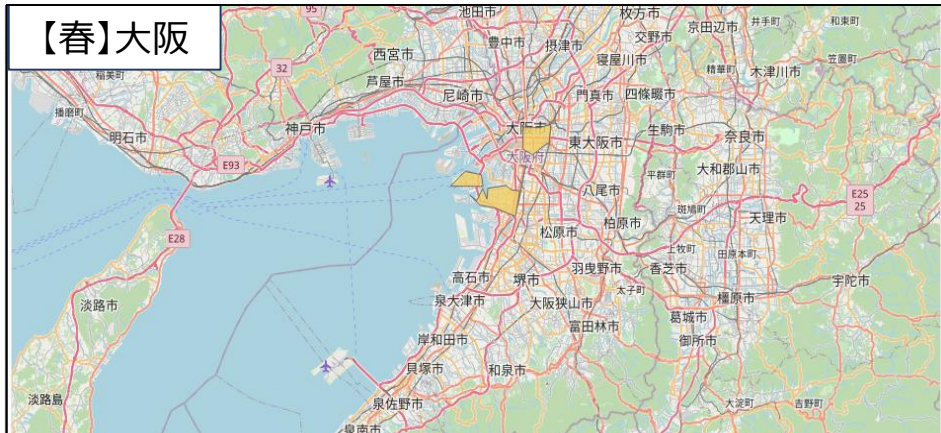 【春】大阪
95
池田市
枚方市
京田辺市
井手町
和束町
豊中市
摂津市
交野市
笠置町
西宮市
寝屋川市
精華町
木津川市
稲美町
32
芦屋市
尼崎市
門真市
四條畷市
播磨町
明石市
神戸市
大阪市
東大阪市
生駒市
奈良市
大阪府
E93
平群町
大和郡山市
八尾市
E25
25
斑鳩町
天理市
柏原市
E28
松原市
上牧町
田原本町
高石市
堺市
羽曳野市
香芝市
宇陀市
淡路市
泉大津市
大阪狭山市
太子町
橿原市
葛城市
岸和田市
富田林市
御所市
貝塚市
和泉市
淡路島
泉佐野市
大淀町
吉野町
泉南市